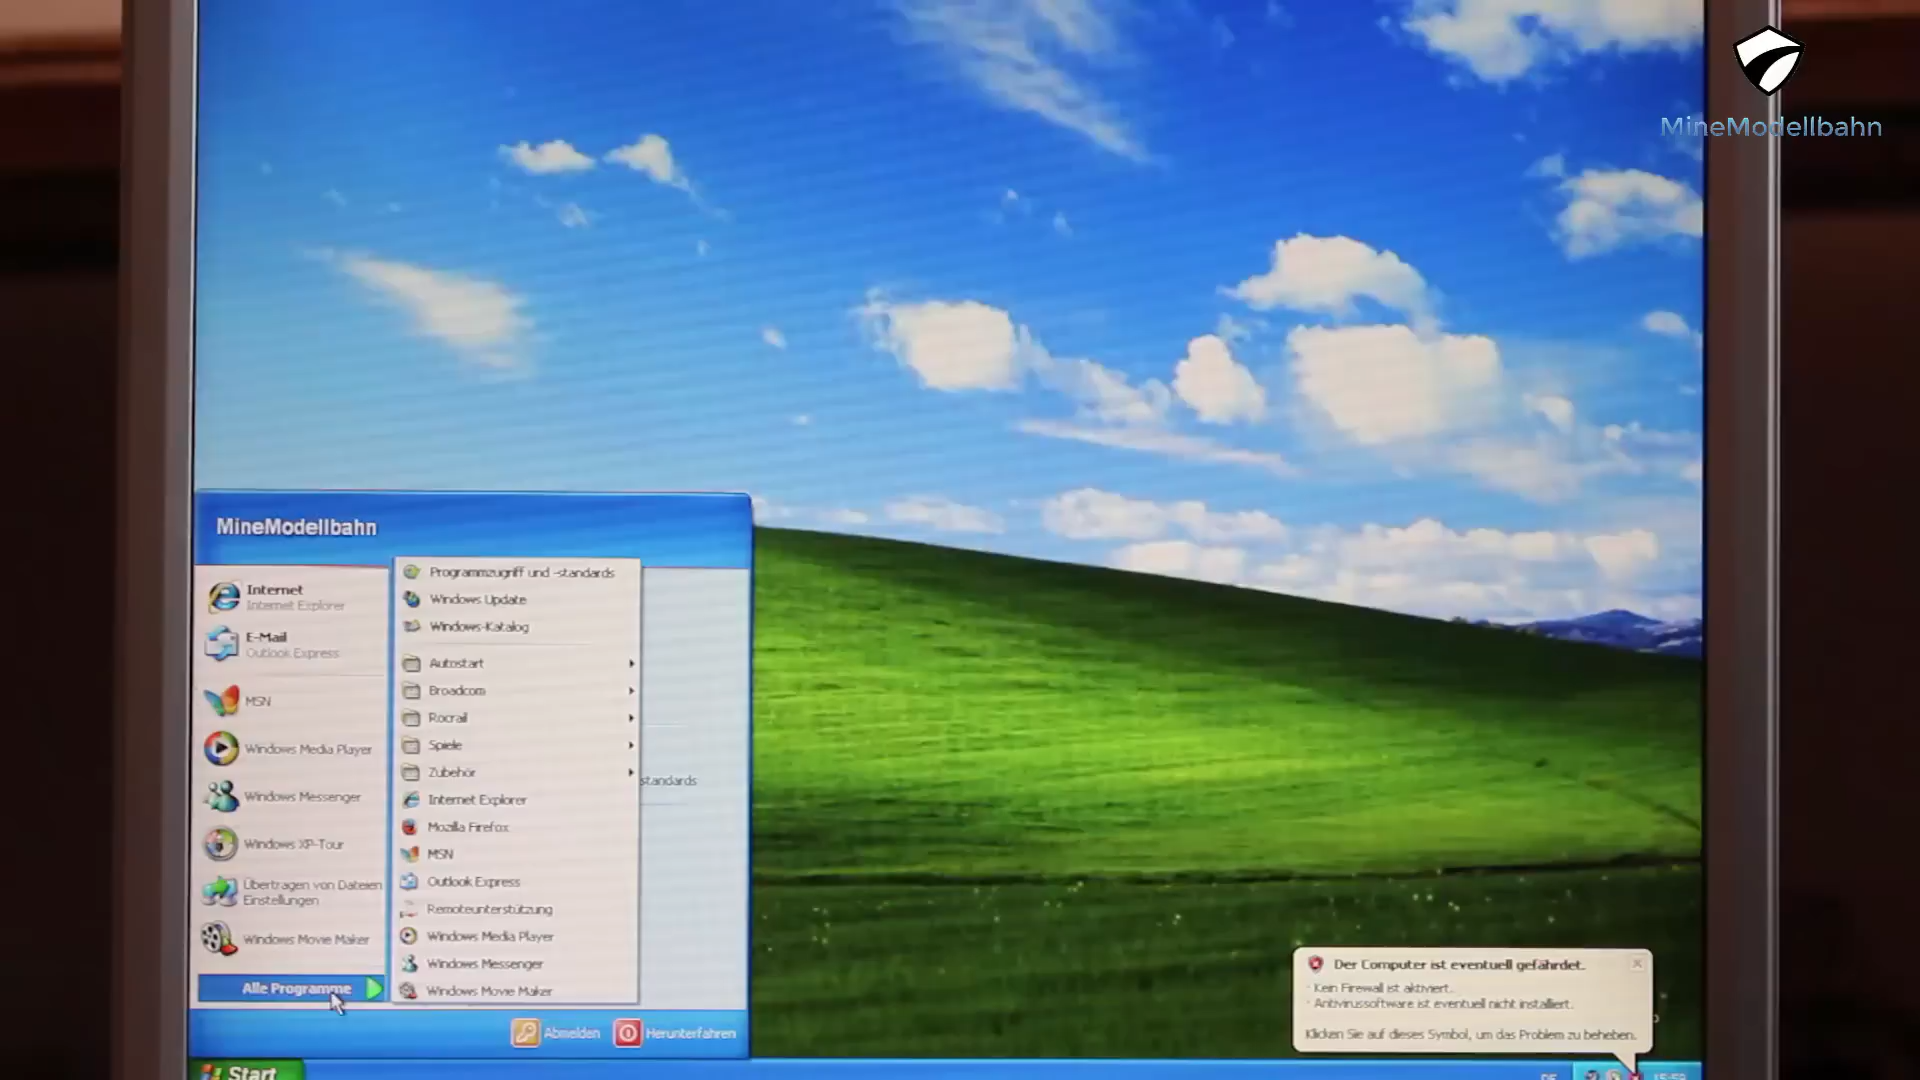 MineModellbahn
MineModellbahn
Internet
Internet Explorer
E-Mail
Outlook Express
MSN
Windows Media Player
Windows Messenger
Windows XP-Tour
Übertragen von Dateien
Einstellungen
Windows Movie Maker
Alle Programme
Programmzugriff und -standards
Windows Update
Windows-Katalog
Autostart
Broadcom
Rocrail
Spiele
Zubehör
Internet Explorer
Mozilla Firefox
MSN
Outlook Express
Remoteunterstützung
Windows Media Player
Windows Messenger
Windows Movie Maker
standards
Abmelden
Herunterfahren
Der Computer ist eventuell gefährdet.
· Kein Firewall ist aktiviert.
· Antivirussoftware ist eventuell nicht installiert.
Klicken Sie auf dieses Symbol, um das Problem zu beheben.
Start
DE